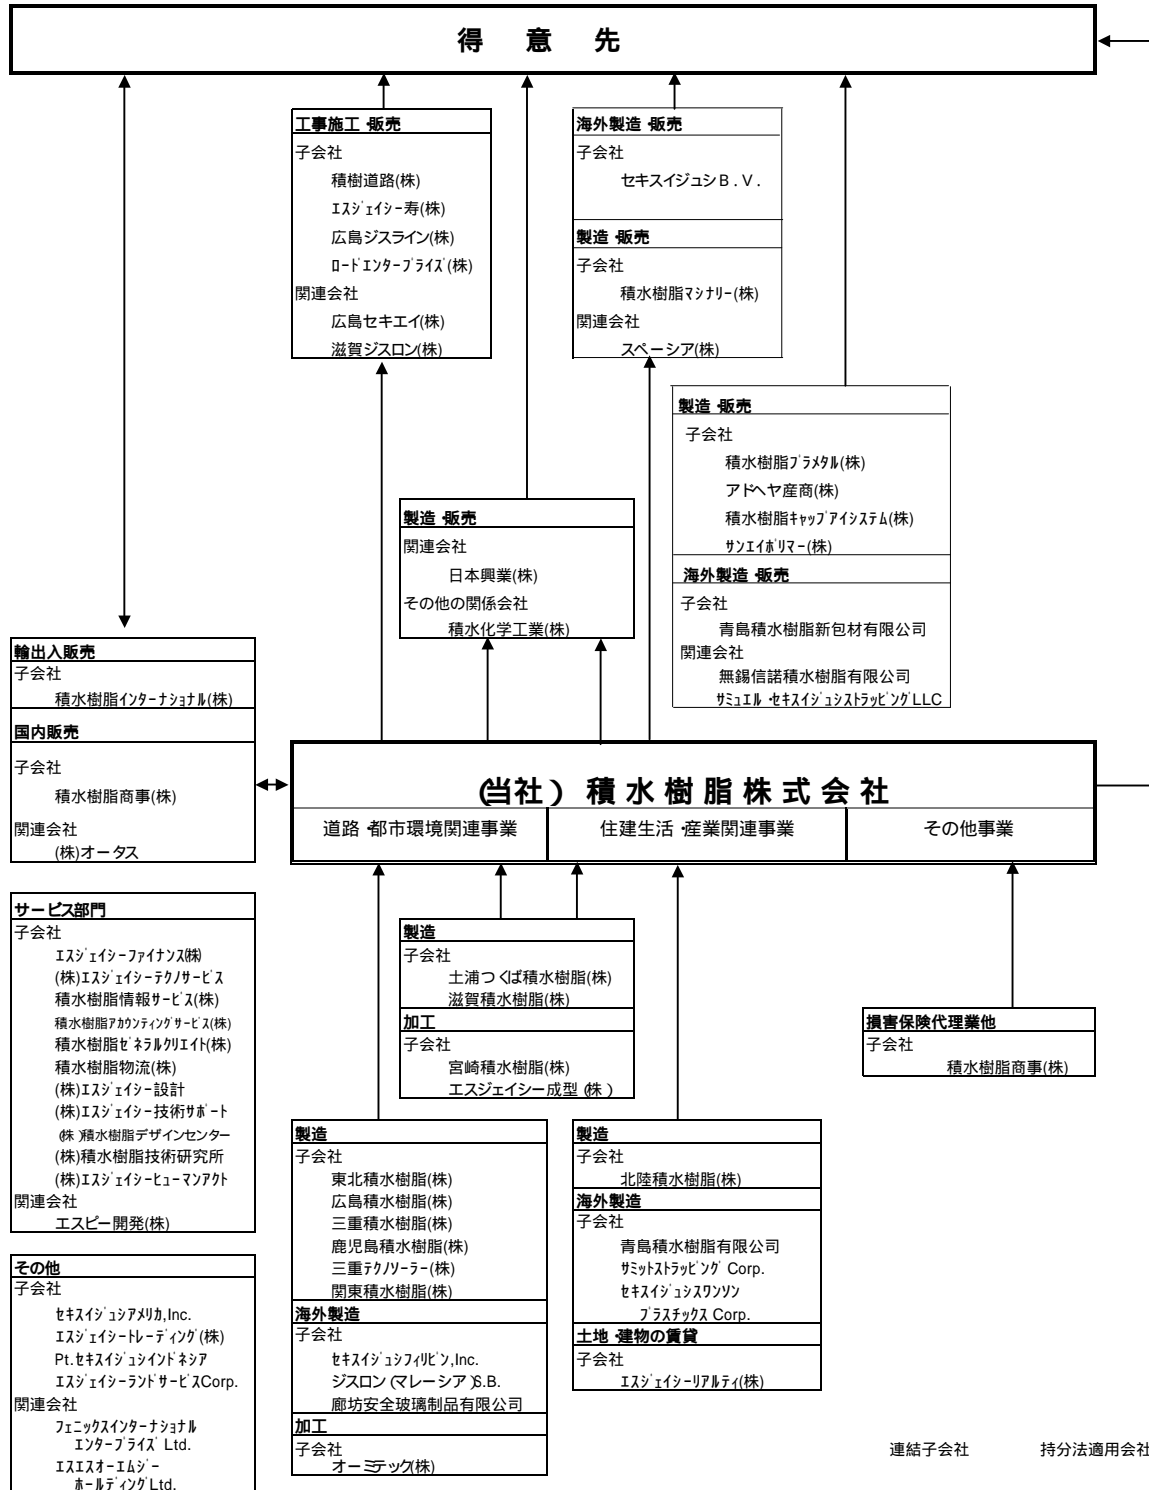 得 意 先
工事施工・販売
子会社
積樹道路(株)
エスジェイシー寿(株)
広島ジスライン(株)
ロードエンタープライズ(株)
関連会社
広島セキエイ(株)
滋賀ジスロン(株)
海外製造・販売
子会社
セキスイジュシB.V.
製造・販売
子会社
積水樹脂マシナリー(株)
関連会社
スペーシア(株)
製造・販売
子会社
積水樹脂プラメタル(株)
アドヘヤ産商(株)
積水樹脂キャップアイシステム(株)
サンエイポリマー(株)
海外製造・販売
子会社
青島積水樹脂新包材有限公司
関連会社
無錫信諾積水樹脂有限公司
サミュエル・セキスイジュシストラッピングLLC
製造・販売
関連会社
日本興業(株)
その他の関係会社
積水化学工業(株)
輸出入販売
子会社
積水樹脂インターナショナル(株)
国内販売
子会社
積水樹脂商事(株)
関連会社
(株)オータス
(当社) 積水樹脂株式会社
道路・都市環境関連事業
住建生活・産業関連事業
その他事業
サービス部門
子会社
エスジェイシーファイナンス(株)
(株)エスジェイシーテクノサービス
積水樹脂情報サービス(株)
積水樹脂アカウンティングサービス(株)
積水樹脂ゼネラルクリエイト(株)
積水樹脂物流(株)
(株)エスジェイシー設計
(株)エスジェイシー技術サポート
(株)積水樹脂デザインセンター
(株)積水樹脂技術研究所
(株)エスジェイシーヒューマンアクト
関連会社
エスピー開発(株)
その他
子会社
セキスイジュシアメリカ,Inc.
エスジェイシートレーディング(株)
Pt.セキスイジュシインドネシア
エスジェイシーランドサービスCorp.
関連会社
フェニックスインターナショナル
エンタープライズ Ltd.
エスエスオーエムジー
ホールディングLtd.
製造
子会社
土浦つくば積水樹脂(株)
滋賀積水樹脂(株)
加工
子会社
宮崎積水樹脂(株)
エスジェイシー成型(株)
損害保険代理業他
子会社
積水樹脂商事(株)
製造
子会社
東北積水樹脂(株)
広島積水樹脂(株)
三重積水樹脂(株)
鹿児島積水樹脂(株)
三重テクノソーラー(株)
関東積水樹脂(株)
海外製造
子会社
セキスイジュシフィリピン,Inc.
ジスロン(マレーシア)S.B.
廊坊安全玻璃制品有限公司
加工
子会社
オーミテック(株)
製造
子会社
北陸積水樹脂(株)
海外製造
子会社
青島積水樹脂有限公司
サミットストラッピング Corp.
セキスイジュシスワンソン
プラスチックス Corp.
土地・建物の賃貸
子会社
エスジェイシーリアルティ(株)
連結子会社 持分法適用会社